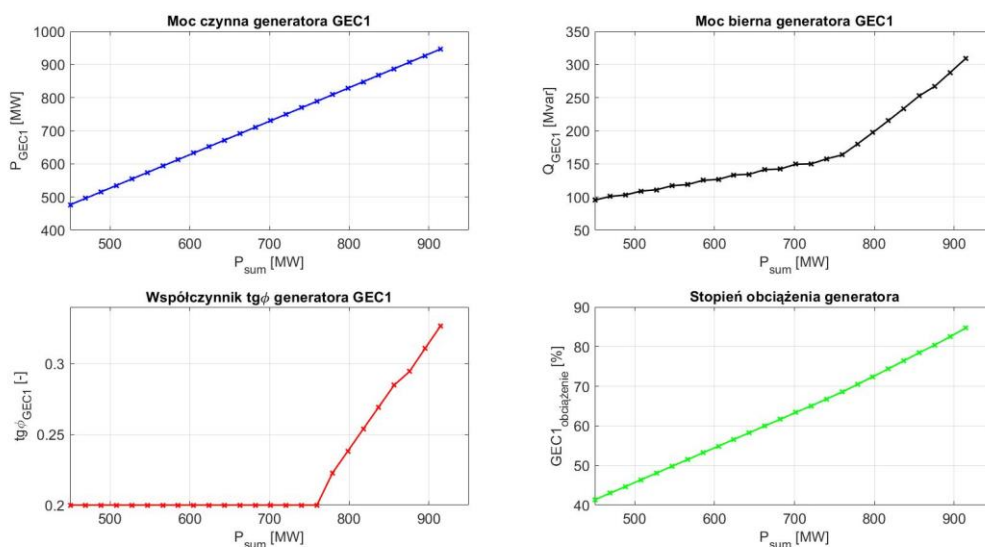 Moc czynna generatora GEC1
1000
900
800
700
600
500
400
P_GEC1 [MW]
500 600 700 800 900
P_sum [MW]
Moc bierna generatora GEC1
350
300
250
200
150
100
50
Q_GEC1 [Mvar]
500 600 700 800 900
P_sum [MW]
Współczynnik tgϕ generatora GEC1
0.3
0.25
0.2
tgϕ_GEC1 [-]
500 600 700 800 900
P_sum [MW]
Stopień obciążenia generatora
90
80
70
60
50
40
GEC1_obciążenie [%]
500 600 700 800 900
P_sum [MW]